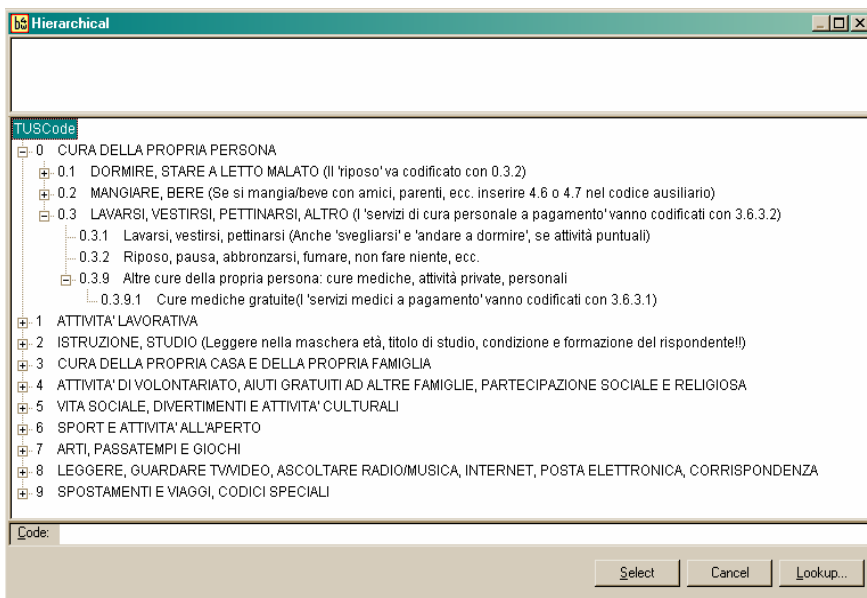 Hierarchical
TUSCode
0 CURA DELLA PROPRIA PERSONA
0.1 DORMIRE, STARE A LETTO MALATO (Il 'riposo' va codificato con 0.3.2)
0.2 MANGIARE, BERE (Se si mangia/beve con amici, parenti, ecc. inserire 4.6 o 4.7 nel codice ausiliario)
0.3 LAVARSI, VESTIRSI, PETTINARSI, ALTRO (I 'servizi di cura personale a pagamento' vanno codificati con 3.6.3.2)
0.3.1 Lavarsi, vestirsi, pettinarsi (Anche 'svegliarsi' e 'andare a dormire', se attività puntuali)
0.3.2 Riposo, pausa, abbronzarsi, fumare, non fare niente, ecc.
0.3.9 Altre cure della propria persona: cure mediche, attività private, personali
0.3.9.1 Cure mediche gratuite(I 'servizi medici a pagamento' vanno codificati con 3.6.3.1)
1 ATTIVITA' LAVORATIVA
2 ISTRUZIONE, STUDIO (Leggere nella maschera età, titolo di studio, condizione e formazione del rispondente!!)
3 CURA DELLA PROPRIA CASA E DELLA PROPRIA FAMIGLIA
4 ATTIVITA' DI VOLONTARIATO, AIUTI GRATUITI AD ALTRE FAMIGLIE, PARTECIPAZIONE SOCIALE E RELIGIOSA
5 VITA SOCIALE, DIVERTIMENTI E ATTIVITA' CULTURALI
6 SPORT E ATTIVITA' ALL'APERTO
7 ARTI, PASSATEMPI E GIOCHI
8 LEGGERE, GUARDARE TV/VIDEO, ASCOLTARE RADIO/MUSICA, INTERNET, POSTA ELETTRONICA, CORRISPONDENZA
9 SPOSTAMENTI E VIAGGI, CODICI SPECIALI
Code:
Select Cancel Lookup...